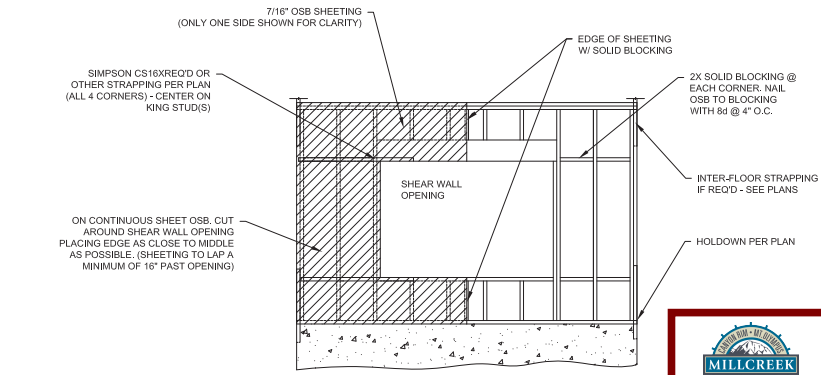 7/16" OSB SHEETING
(ONLY ONE SIDE SHOWN FOR CLARITY)
EDGE OF SHEETING
W/ SOLID BLOCKING
SIMPSON CS16XREQ'D OR
OTHER STRAPPING PER PLAN
(ALL 4 CORNERS) - CENTER ON
KING STUD(S)
2X SOLID BLOCKING @
EACH CORNER. NAIL
OSB TO BLOCKING
WITH 8d @ 4" O.C.
SHEAR WALL
OPENING
INTER-FLOOR STRAPPING
IF REQ'D - SEE PLANS
ON CONTINUOUS SHEET OSB. CUT
AROUND SHEAR WALL OPENING
PLACING EDGE AS CLOSE TO MIDDLE
AS POSSIBLE. (SHEETING TO LAP A
MINIMUM OF 16" PAST OPENING)
HOLDOWN PER PLAN
CANYON RIM • MT OLYMPUS
MILLCREEK